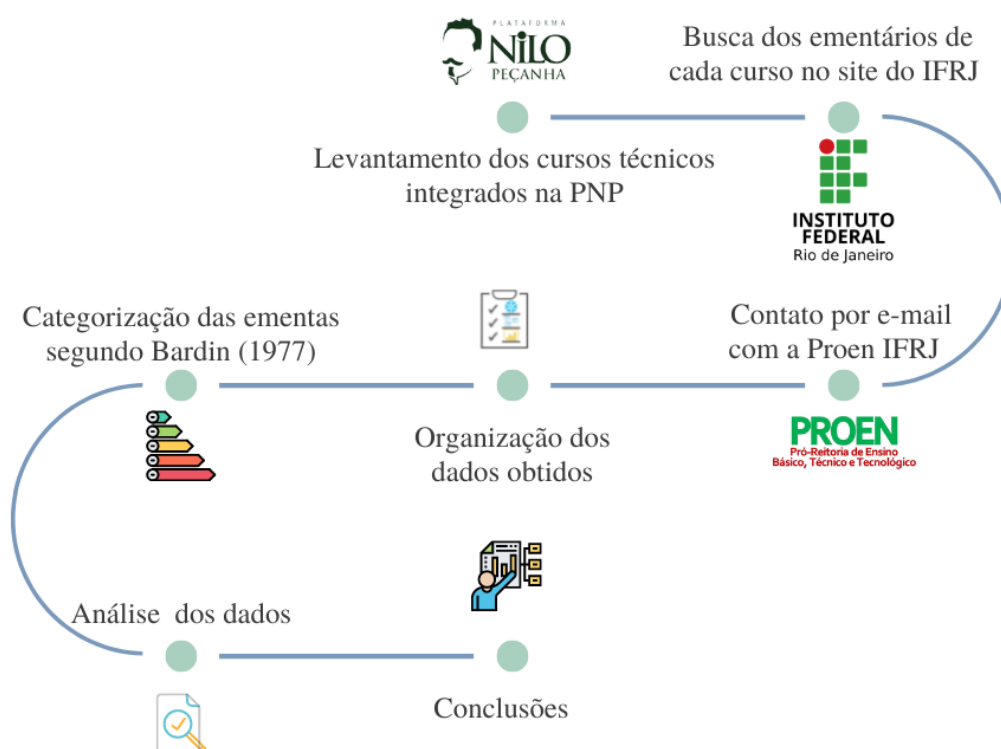 PLATAFORMA
NILO
PEÇANHA
Levantamento dos cursos técnicos
integrados na PNP
Busca dos ementários de
cada curso no site do IFRJ
INSTITUTO
FEDERAL
Rio de Janeiro
Contato por e-mail
com a Proen IFRJ
PROEN
Pró-Reitoria de Ensino
Básico, Técnico e Tecnológico
Organização dos
dados obtidos
Categorização das ementas
segundo Bardin (1977)
Análise dos dados
Conclusões